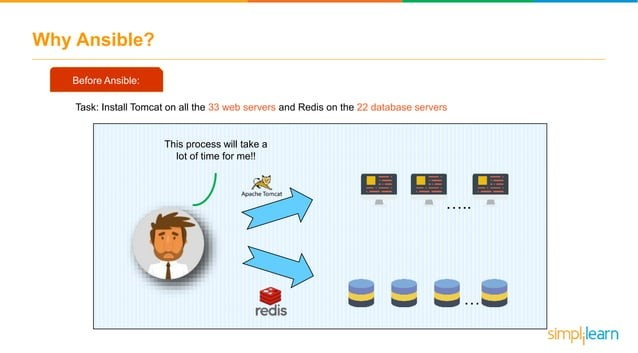 Why Ansible?
Before Ansible:
Task: Install Tomcat on all the 33 web servers and Redis on the 22 database servers
This process will take a
lot of time for me!!
Apache Tomcat
redis
simplilearn